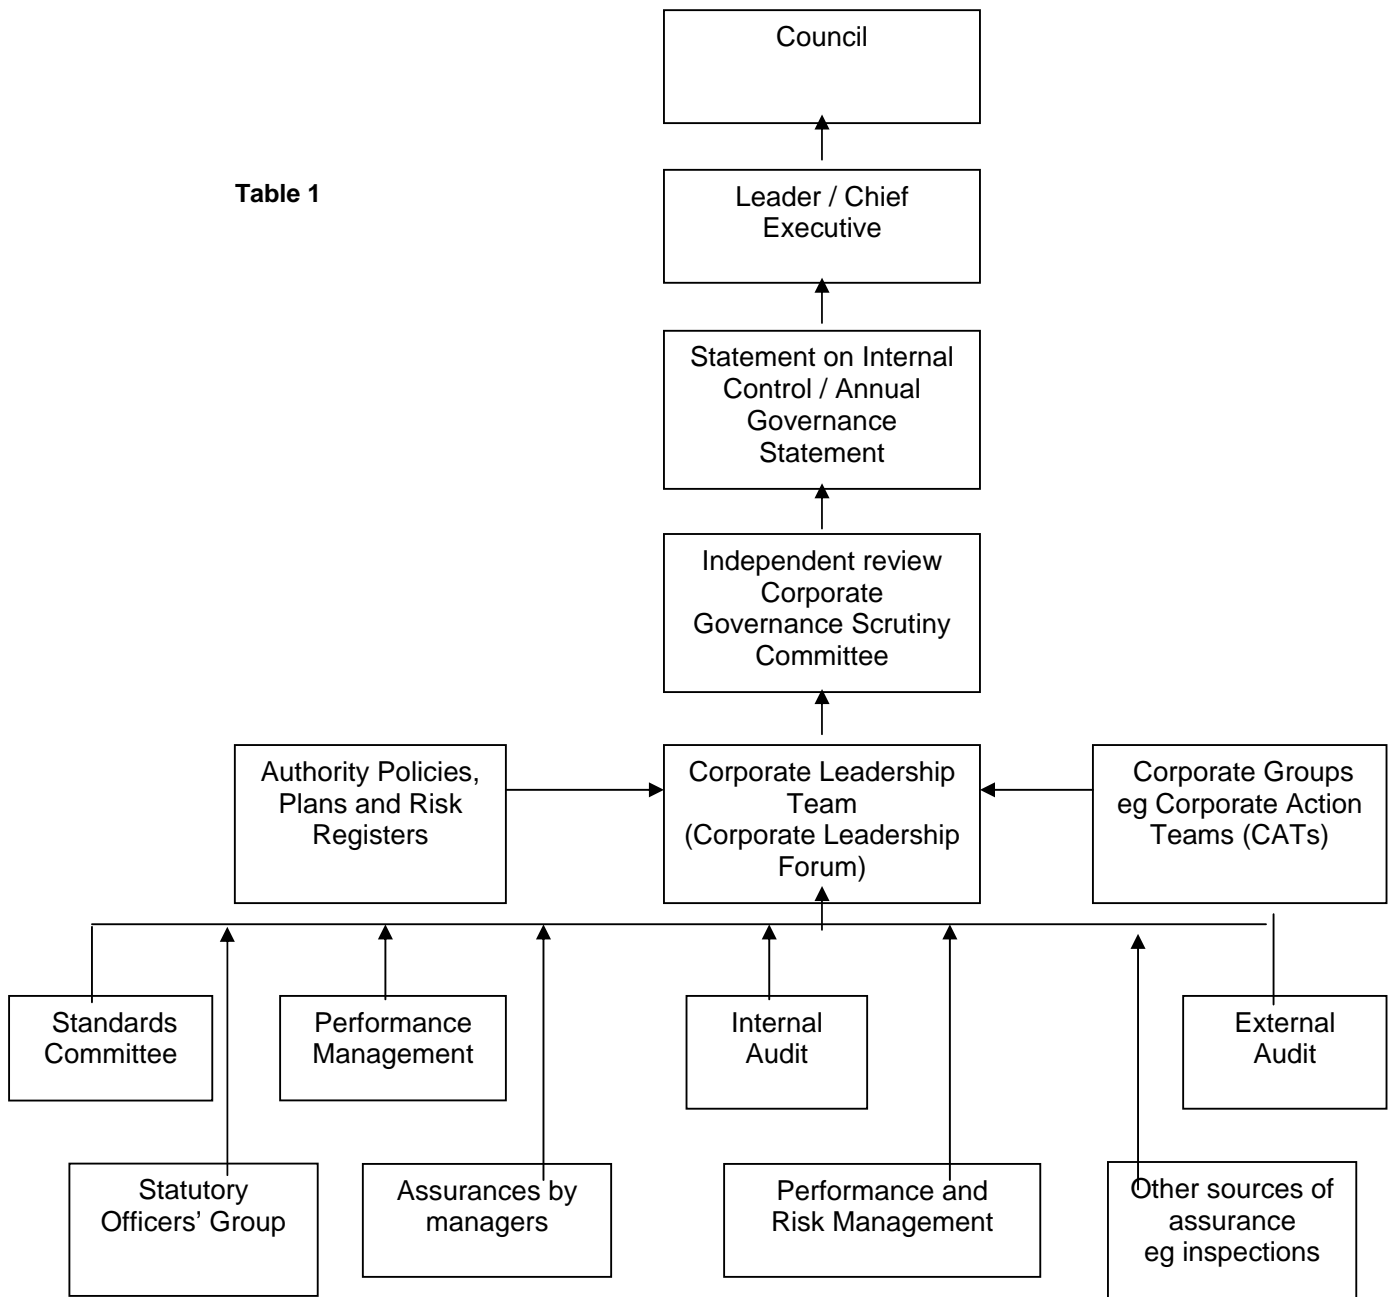 Council
Table 1
Leader / Chief
Executive
Statement on Internal
Control / Annual
Governance
Statement
Independent review
Corporate
Governance Scrutiny
Committee
Authority Policies,
Plans and Risk
Registers
Corporate Leadership
Team
(Corporate Leadership
Forum)
Corporate Groups
eg Corporate Action
Teams (CATs)
Standards
Committee
Performance
Management
Internal
Audit
External
Audit
Statutory
Officers’ Group
Assurances by
managers
Performance and
Risk Management
Other sources of
assurance
eg inspections